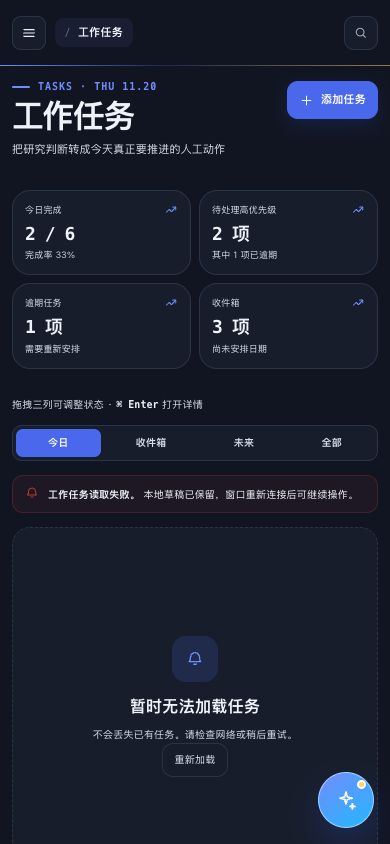 / 工作任务
TASKS · THU 11.20
工作任务
添加任务
把研究判断转成今天真正要推进的人工动作
今日完成
2 / 6
完成率 33%
待处理高优先级
2 项
其中 1 项已逾期
逾期任务
1 项
需要重新安排
收件箱
3 项
尚未安排日期
拖拽三列可调整状态 · ⌘ Enter 打开详情
今日 收件箱 未来 全部
工作任务读取失败。 本地草稿已保留，窗口重新连接后可继续操作。
暂时无法加载任务
不会丢失已有任务。请检查网络或稍后重试。
重新加载